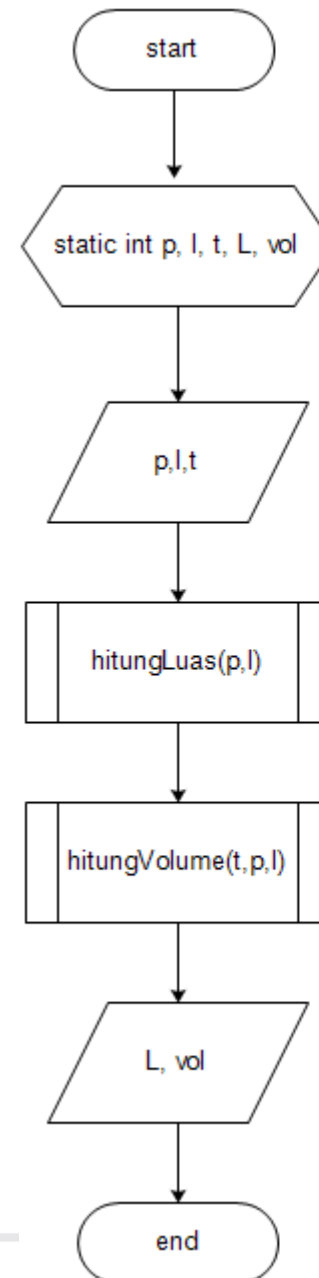 start
static int p, l, t, L, vol
p,l,t
hitungLuas(p,l)
hitungVolume(t,p,l)
L, vol
end